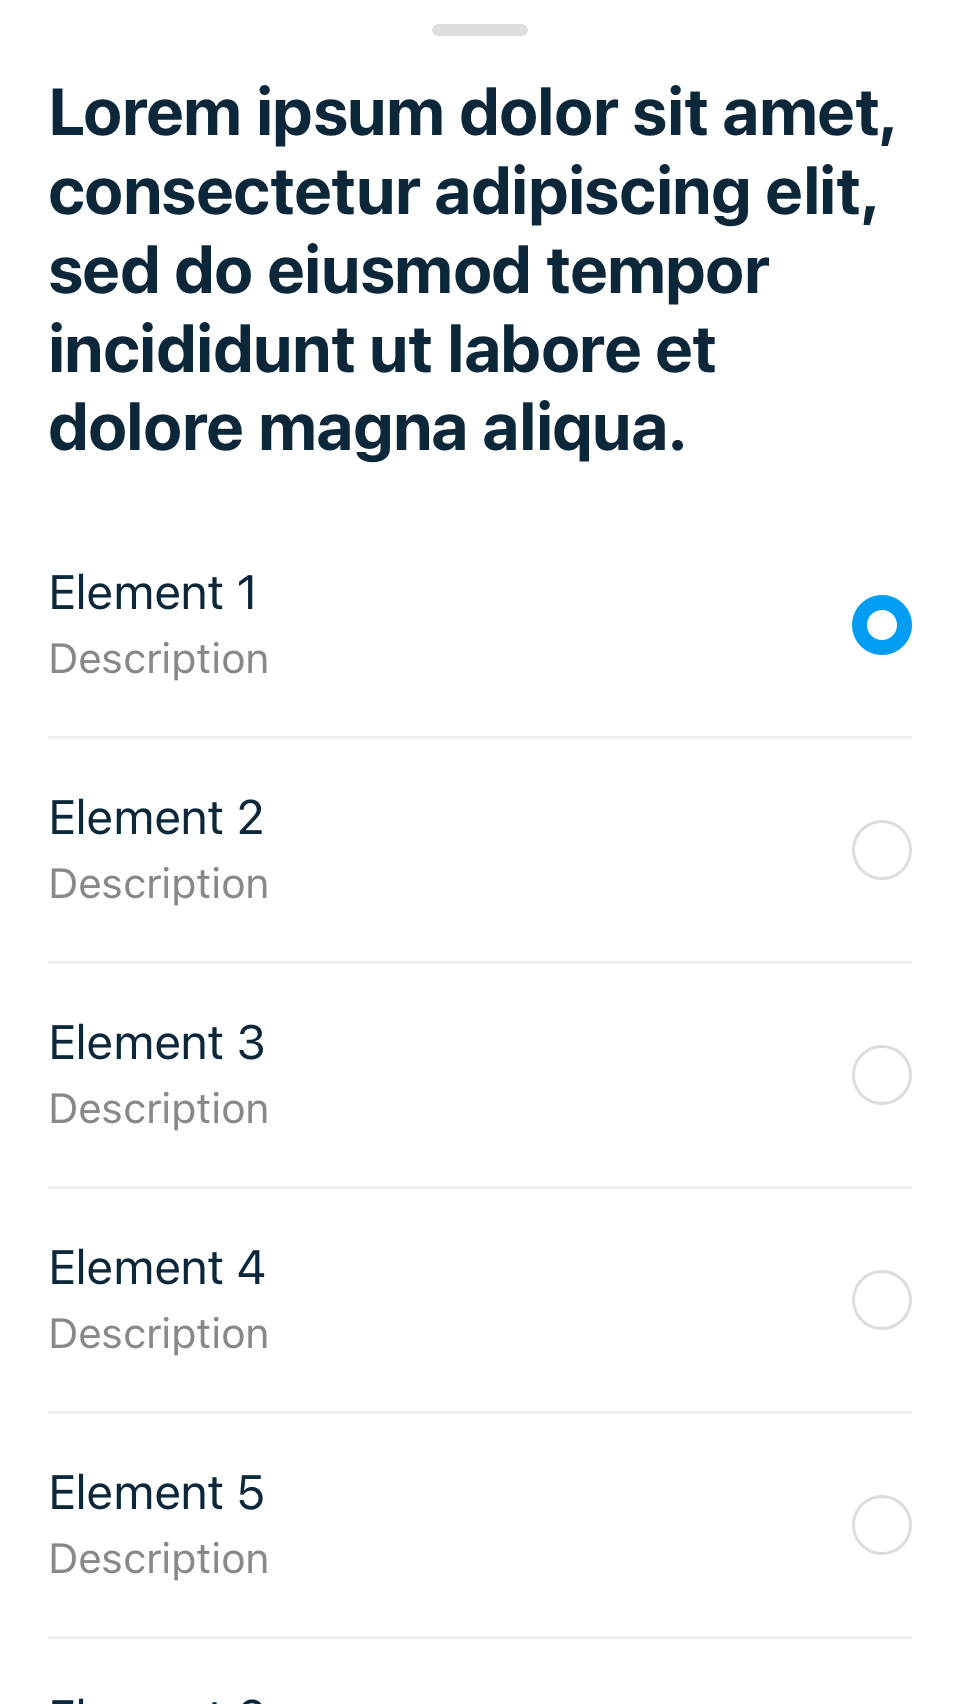 Lorem ipsum dolor sit amet,
consectetur adipiscing elit,
sed do eiusmod tempor
incididunt ut labore et
dolore magna aliqua.
Element 1
Description
Element 2
Description
Element 3
Description
Element 4
Description
Element 5
Description